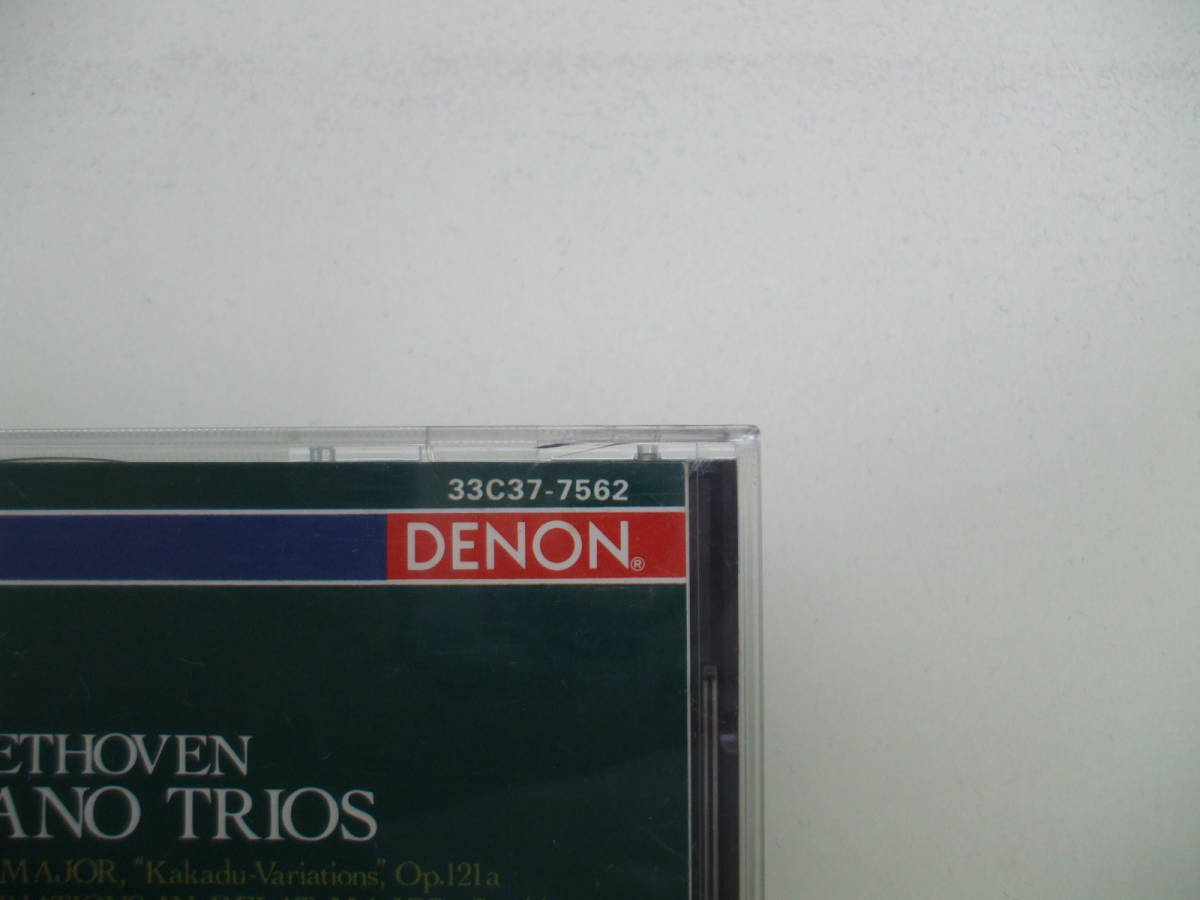 33C37-7562
DENON®
ETHOVEN
ANO TRIOS
MAJOR, "Kakadu-Variations", Op.121a